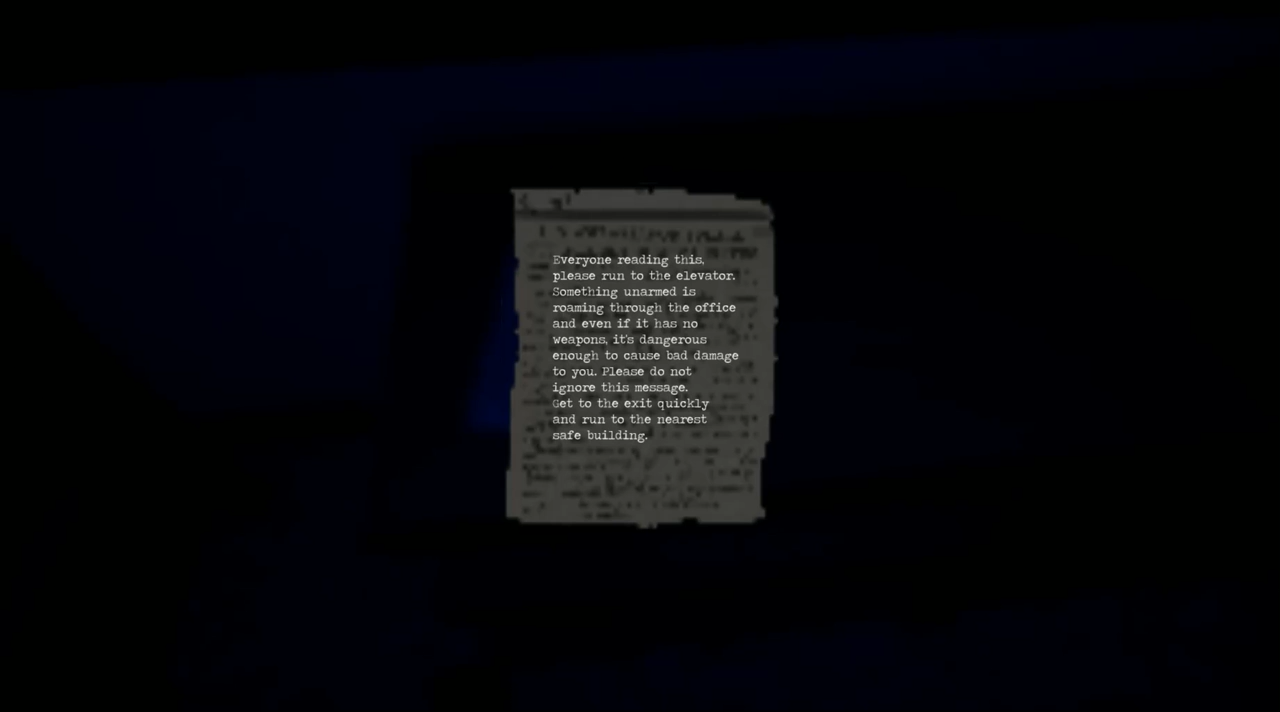 Everyone reading this,
please run to the elevator.
Something unarmed is
roaming through the office
and even if it has no
weapons, it's dangerous
enough to cause bad damage
to you. Please do not
ignore this message.
Get to the exit quickly
and run to the nearest
safe building.